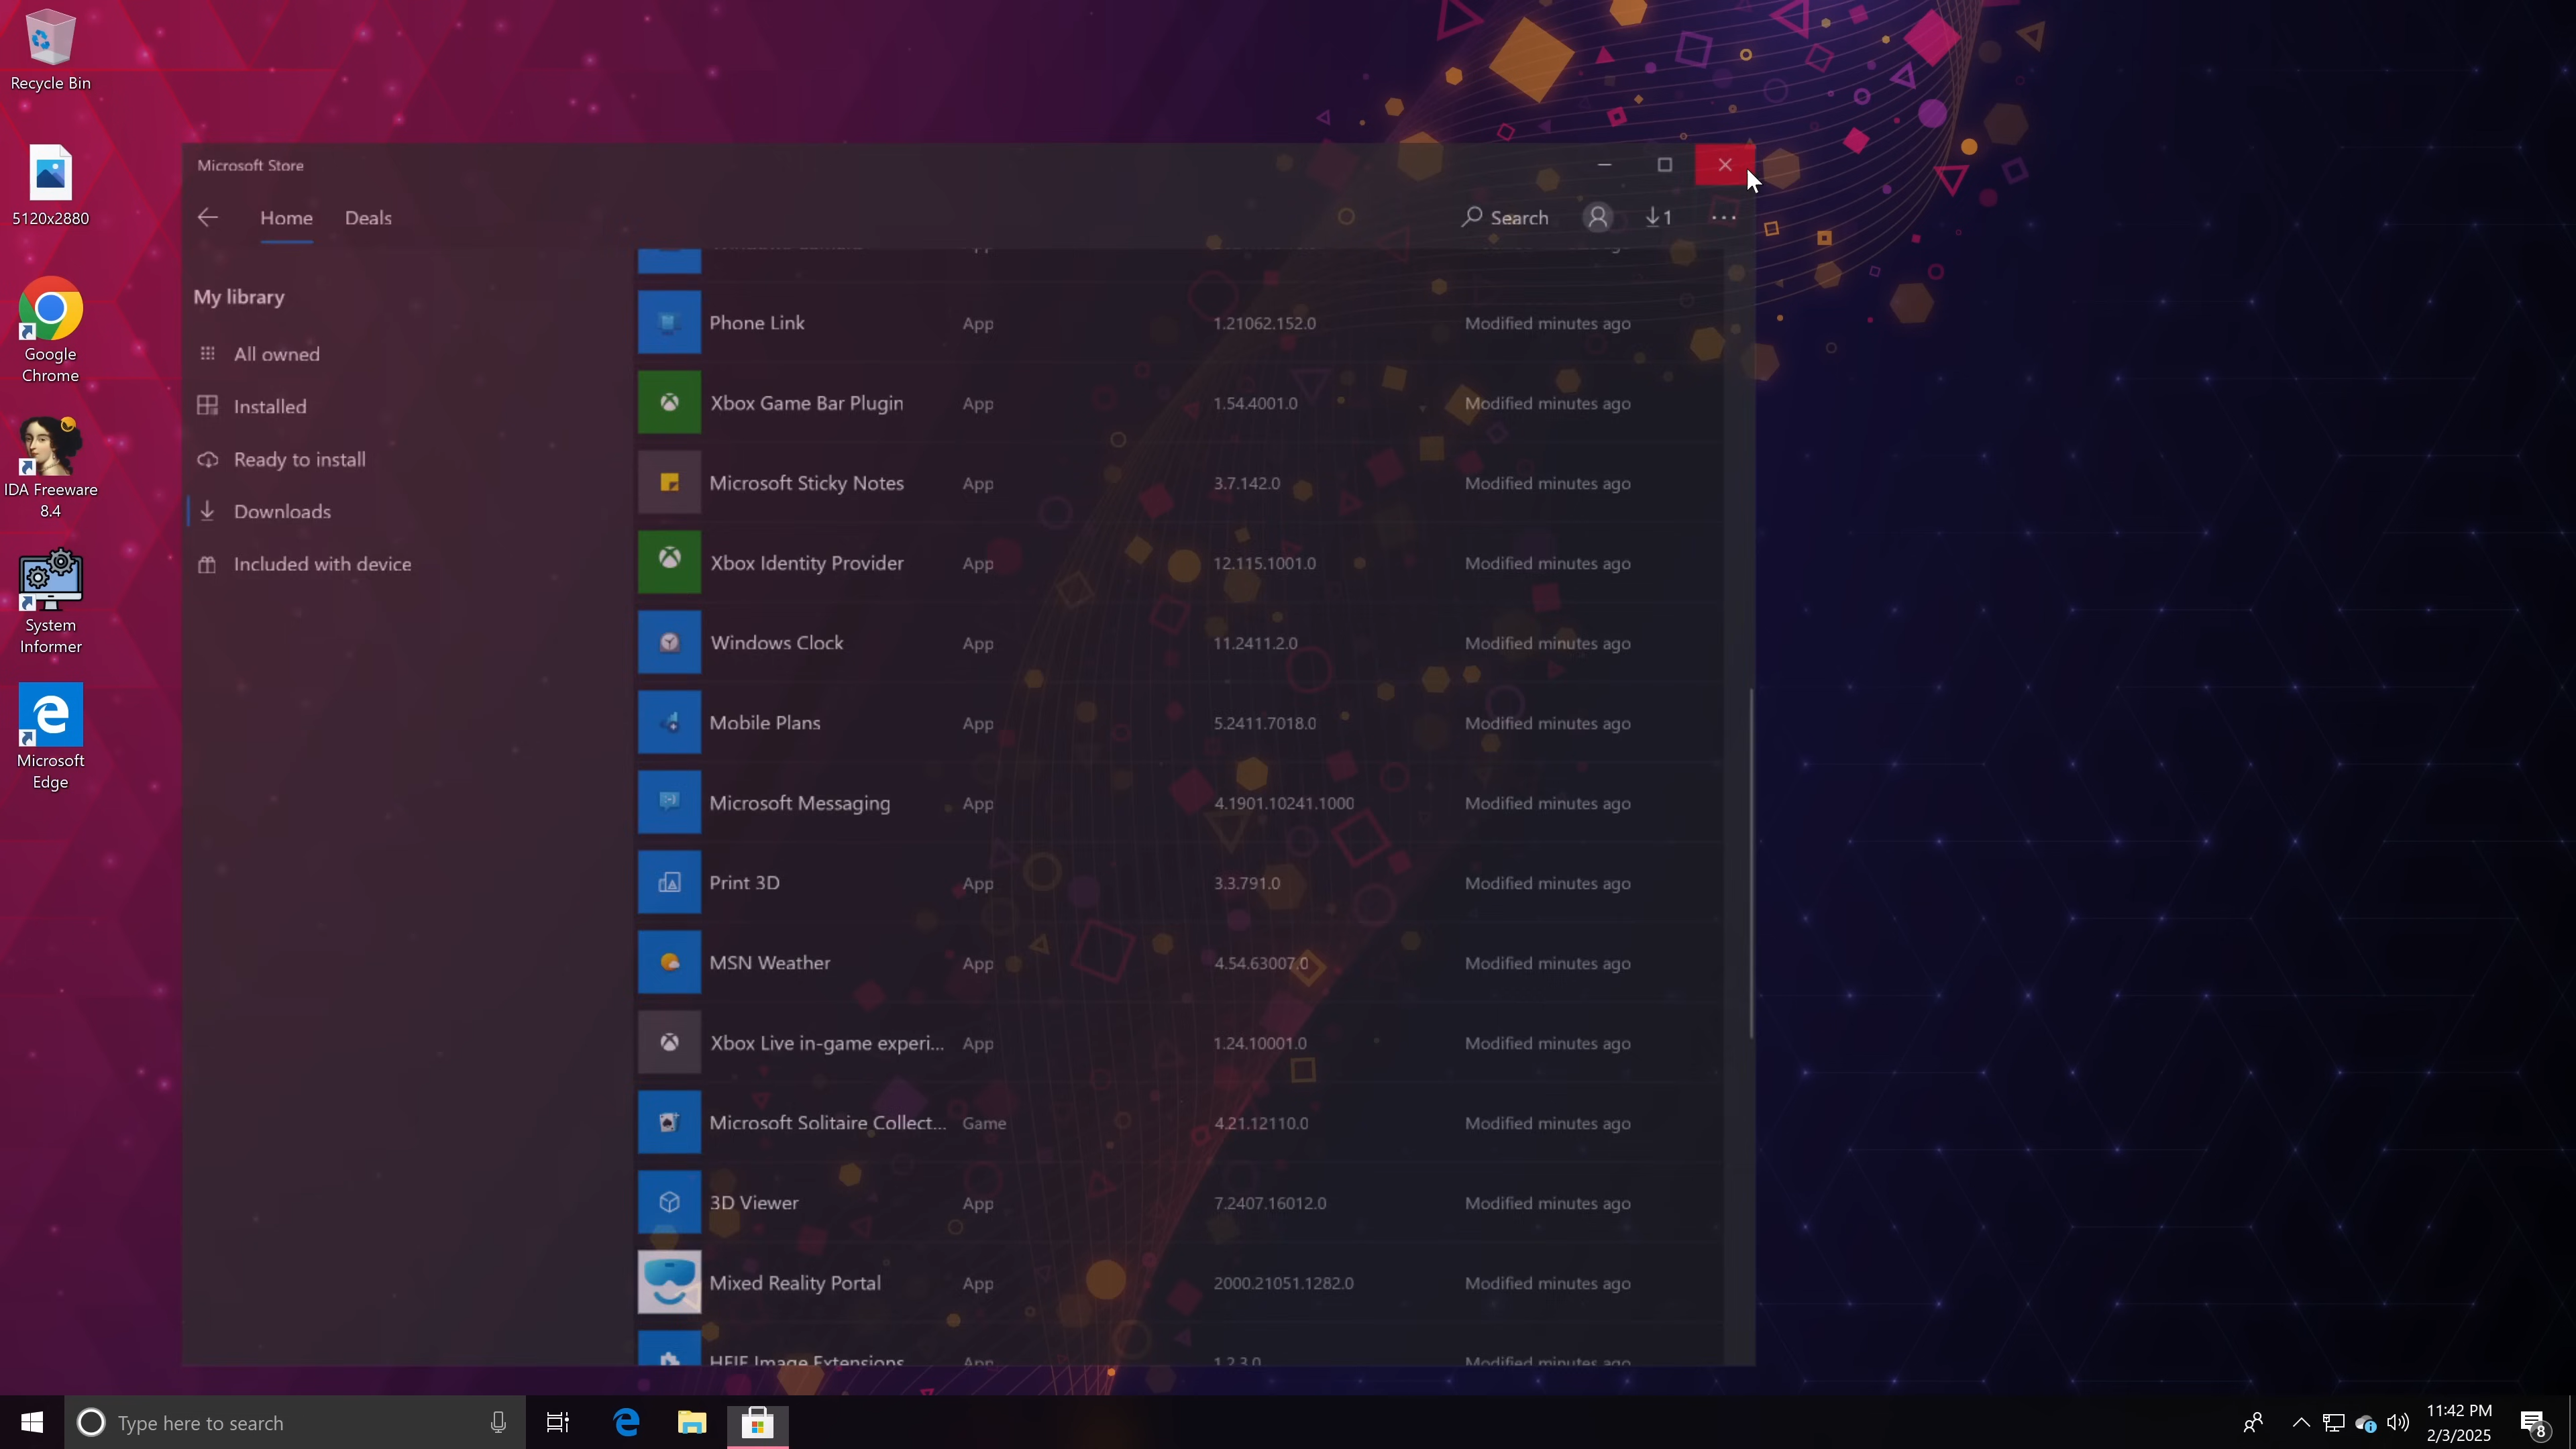 Recycle Bin
5120x2880
Google
Chrome
IDA Freeware
8.4
System
Informer
Microsoft
Edge
Microsoft Store
Home
Deals
Search
1
My library
All owned
Installed
Ready to install
Downloads
Included with device
Phone Link App 1.21062.152.0 Modified minutes ago
Xbox Game Bar Plugin App 1.54.4001.0 Modified minutes ago
Microsoft Sticky Notes App 3.7.142.0 Modified minutes ago
Xbox Identity Provider App 12.115.1001.0 Modified minutes ago
Windows Clock App 11.2411.2.0 Modified minutes ago
Mobile Plans App 5.2411.7018.0 Modified minutes ago
Microsoft Messaging App 4.1901.10241.1000 Modified minutes ago
Print 3D App 3.3.791.0 Modified minutes ago
MSN Weather App 4.54.63007.0 Modified minutes ago
Xbox Live in-game experi... App 1.24.10001.0 Modified minutes ago
Microsoft Solitaire Collect... Game 4.21.12110.0 Modified minutes ago
3D Viewer App 7.2407.16012.0 Modified minutes ago
Mixed Reality Portal App 2000.21051.1282.0 Modified minutes ago
HEIF Image Extensions App 1.2.3.0 Modified minutes ago
Type here to search
11:42 PM
2/3/2025
8